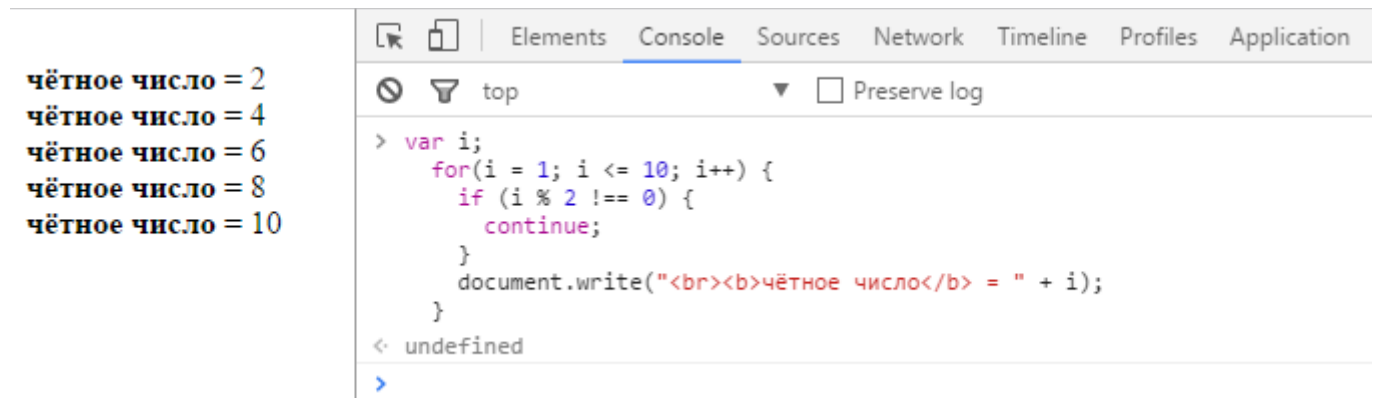 чётное число = 2
чётное число = 4
чётное число = 6
чётное число = 8
чётное число = 10
Elements Console Sources Network Timeline Profiles Application
top ▼ Preserve log
> var i;
for(i = 1; i <= 10; i++) {
if (i % 2 !== 0) {
continue;
}
document.write("<br><b>чётное число</b> = " + i);
}
undefined
>